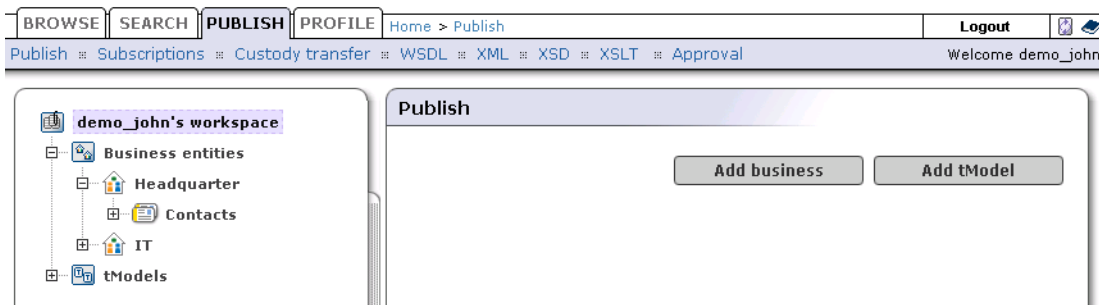 BROWSE SEARCH PUBLISH PROFILE Home > Publish Logout
Publish Subscriptions Custody transfer WSDL XML XSD XSLT Approval Welcome demo_john
demo_john's workspace
Business entities
Headquarter
Contacts
IT
tModels
Publish
Add business Add tModel